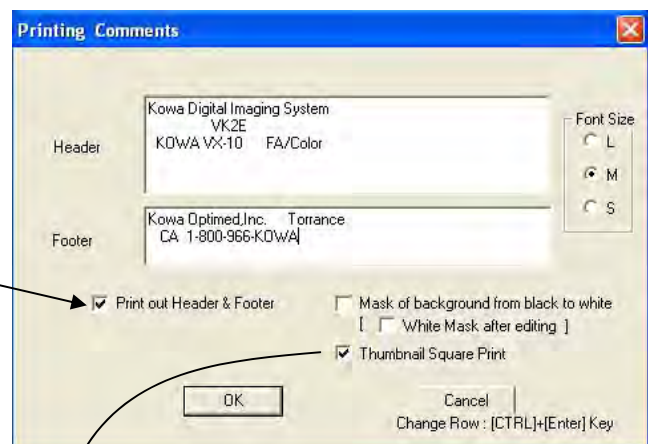 Printing Comments
Header
Kowa Digital Imaging System
VK2E
KOWA VX-10 FA/Color
Font Size
L
M
S
Footer
Kowa Optimed,Inc. Torrance
CA 1-800-966-KOWA
Print out Header & Footer
Mask of background from black to white
[ White Mask after editing ]
Thumbnail Square Print
OK
Cancel
Change Row : [CTRL]+[Enter] Key